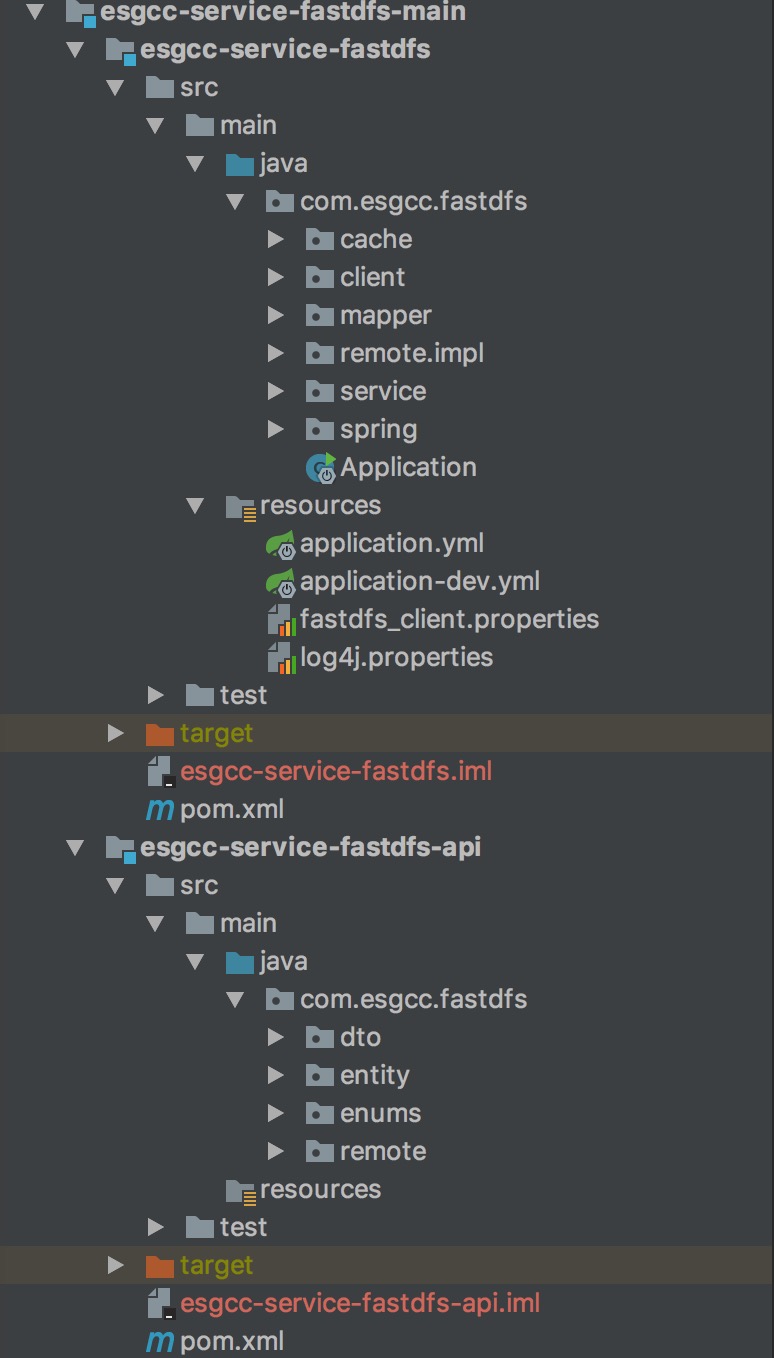 esgcc-service-fastdfs-main
esgcc-service-fastdfs
src
main
java
com.esgcc.fastdfs
cache
client
mapper
remote.impl
service
spring
Application
resources
application.yml
application-dev.yml
fastdfs_client.properties
log4j.properties
test
target
esgcc-service-fastdfs.iml
pom.xml
esgcc-service-fastdfs-api
src
main
java
com.esgcc.fastdfs
dto
entity
enums
remote
resources
test
target
esgcc-service-fastdfs-api.iml
pom.xml